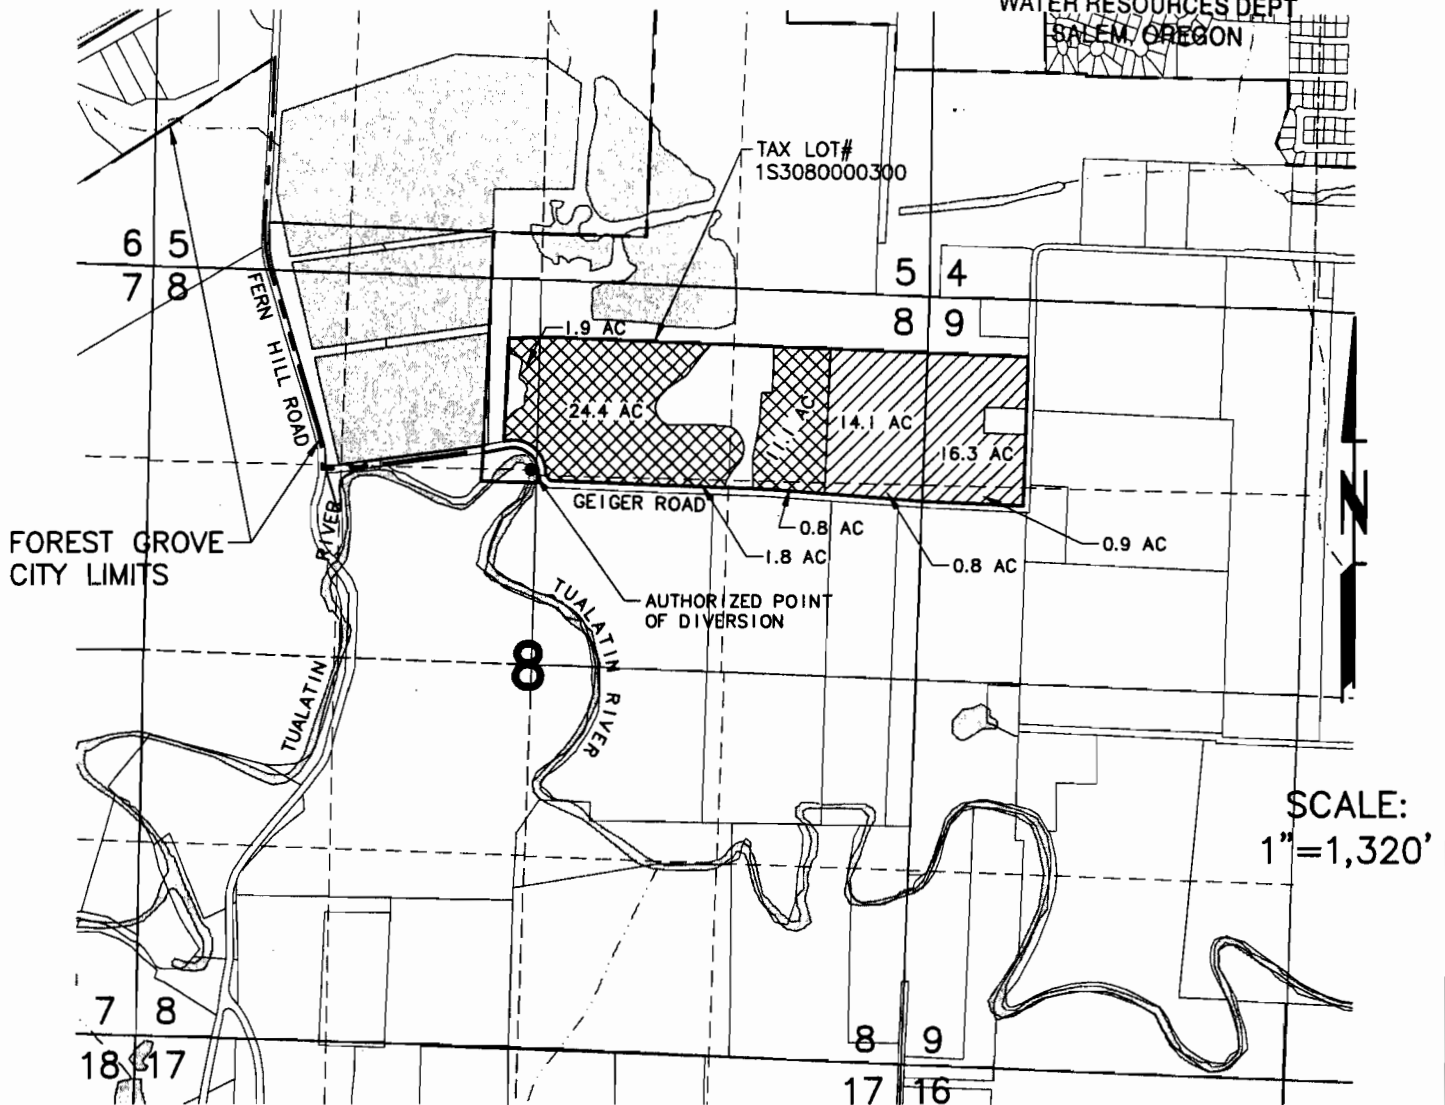 WATER RESOURCES DEPT
SALEM, OREGON
TAX LOT#
1S3080000300
6 5
7 8
5 4
8 9
FERN HILL ROAD
1.9 AC
24.4 AC
14.1 AC
16.3 AC
GEIGER ROAD
0.8 AC
1.8 AC
0.8 AC
0.9 AC
FOREST GROVE
CITY LIMITS
N
RIVER
TUALATIN
AUTHORIZED POINT
OF DIVERSION
8
TUALATIN RIVER
SCALE:
1"=1,320'
7 8
18 17
8 9
17 16